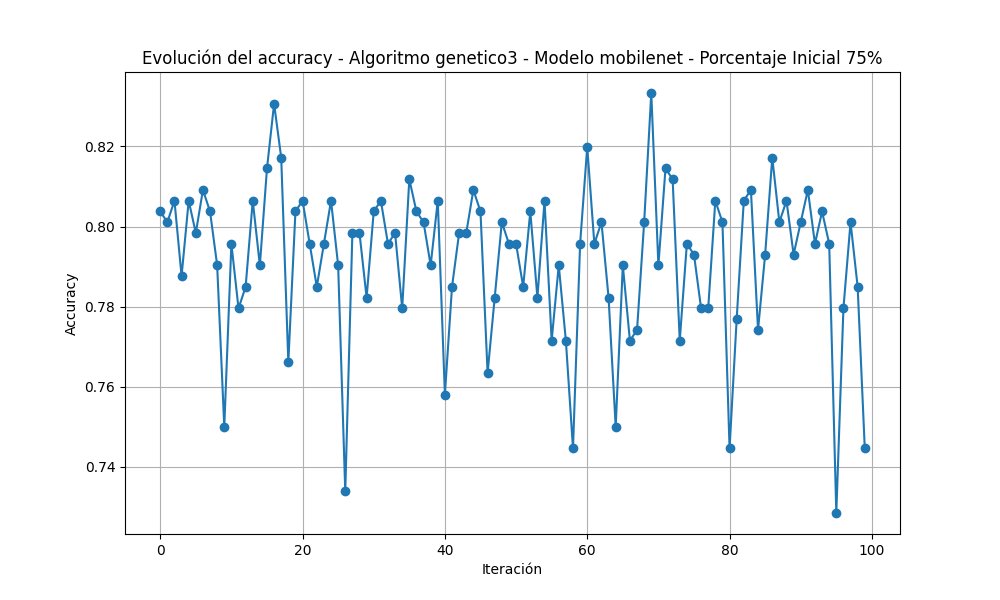 Evolución del accuracy - Algoritmo genetico3 - Modelo mobilenet - Porcentaje Inicial 75%
Accuracy
0.82
0.80
0.78
0.76
0.74
0 20 40 60 80 100
Iteración